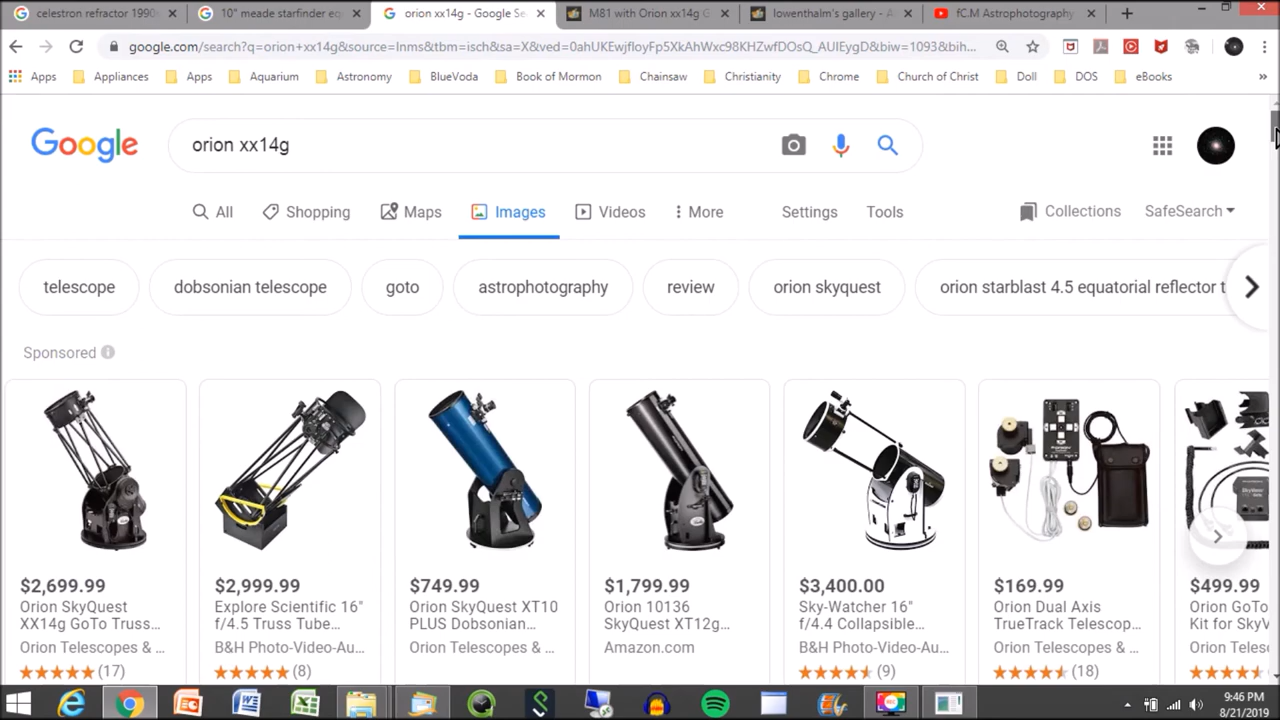 celestron refractor 1990s
10" meade starfinder eq
orion xx14g - Google Se
M81 with Orion xx14g G
lowenthalm's gallery - A
fC.M Astrophotography
google.com/search?q=orion+xx14g&source=lnms&tbm=isch&sa=X&ved=0ahUKEwjfloyFp5XkAhWxc98KHZwfDOsQ_AUIEygD&biw=1093&bih...
Apps Appliances Apps Aquarium Astronomy BlueVoda Book of Mormon Chainsaw Christianity Chrome Church of Christ Doll DOS eBooks
Google
orion xx14g
All Shopping Maps Images Videos More Settings Tools Collections SafeSearch
telescope dobsonian telescope goto astrophotography review orion skyquest orion starblast 4.5 equatorial reflector t
Sponsored
$2,699.99
Orion SkyQuest
XX14g GoTo Truss...
Orion Telescopes & ...
(17)
$2,999.99
Explore Scientific 16"
f/4.5 Truss Tube...
B&H Photo-Video-Au...
(8)
$749.99
Orion SkyQuest XT10
PLUS Dobsonian...
Orion Telescopes & ...
$1,799.99
Orion 10136
SkyQuest XT12g...
Amazon.com
$3,400.00
Sky-Watcher 16"
f/4.4 Collapsible...
B&H Photo-Video-Au...
(9)
$169.99
Orion Dual Axis
TrueTrack Telescop...
Orion Telescopes & ...
(18)
$499.99
Orion GoTo
Kit for SkyV
Orion Teles
9:46 PM
8/21/2019